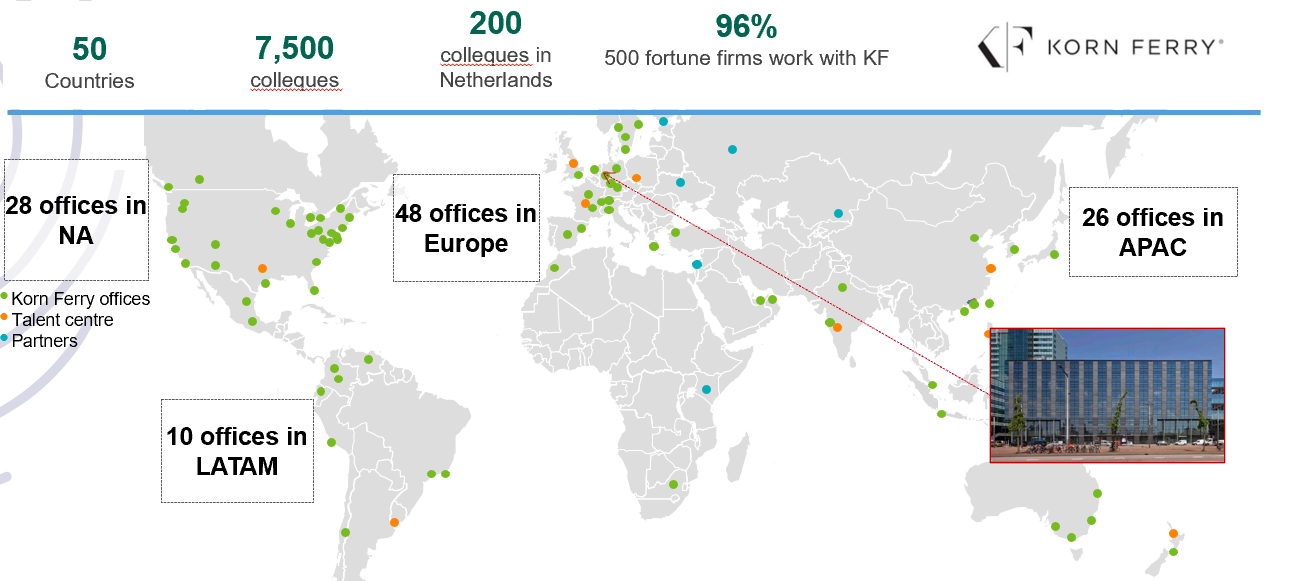 50
Countries
7,500
colleques
200
colleques in
Netherlands
96%
500 fortune firms work with KF
KF KORN FERRY®
28 offices in
NA
48 offices in
Europe
26 offices in
APAC
Korn Ferry offices
Talent centre
Partners
10 offices in
LATAM